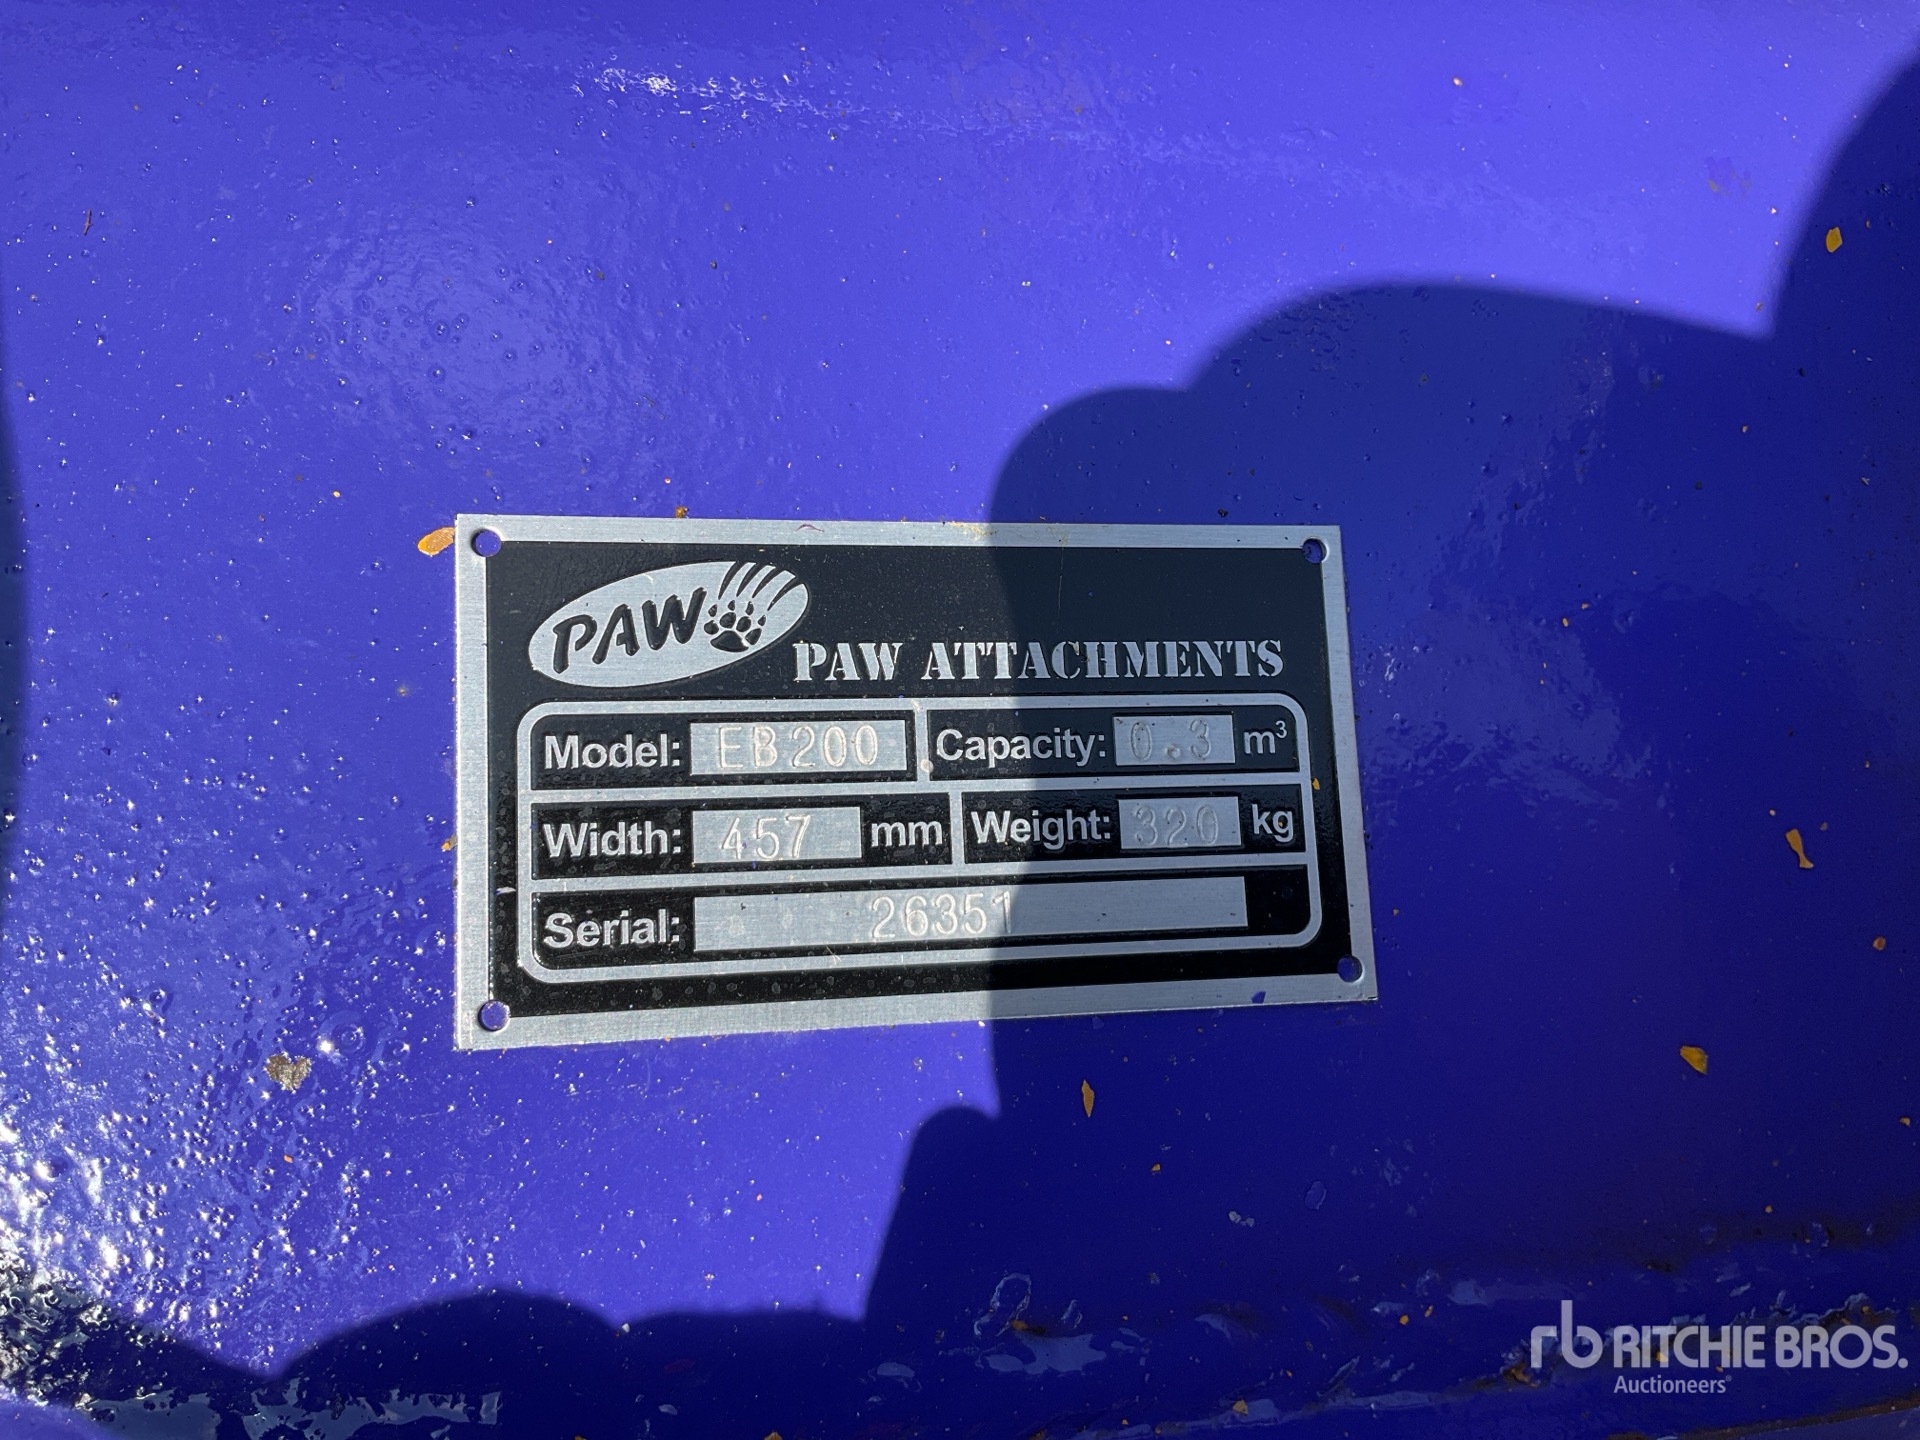 PAW
PAW ATTACHMENTS
Model: EB200 Capacity: 0.3 m³
Width: 457 mm Weight: 320 kg
Serial: 26351
rb RITCHIE BROS.
Auctioneers®